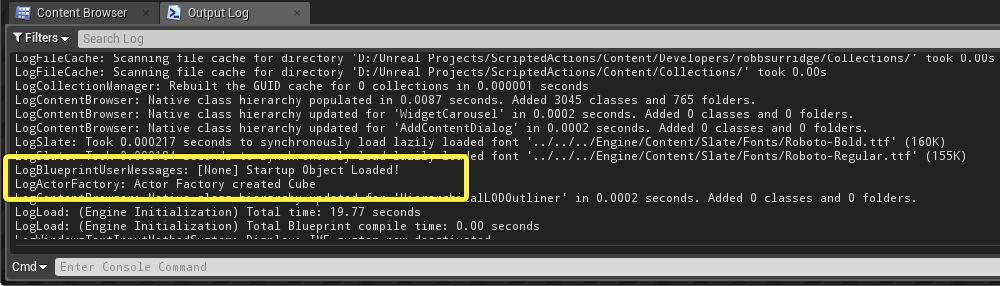 Content Browser
Output Log
Filters
Search Log
LogFileCache: Scanning file cache for directory 'D:/Unreal Projects/ScriptedActions/Content/Developers/robbsurridge/Collections/' took 0.00s
LogFileCache: Scanning file cache for directory 'D:/Unreal Projects/ScriptedActions/Content/Collections/' took 0.00s
LogCollectionManager: Rebuilt the GUID cache for 0 collections in 0.000001 seconds
LogContentBrowser: Native class hierarchy populated in 0.0087 seconds. Added 3045 classes and 765 folders.
LogContentBrowser: Native class hierarchy updated for 'WidgetCarousel' in 0.0002 seconds. Added 0 classes and 0 folders.
LogContentBrowser: Native class hierarchy updated for 'AddContentDialog' in 0.0002 seconds. Added 0 classes and 0 folders.
LogSlate: Took 0.000217 seconds to synchronously load lazily loaded font '../../../Engine/Content/Slate/Fonts/Roboto-Bold.ttf' (160K)
loaded font '../../../Engine/Content/Slate/Fonts/Roboto-Regular.ttf' (155K)
LogBlueprintUserMessages: [None] Startup Object Loaded!
LogActorFactory: Actor Factory created Cube
in 0.0002 seconds. Added 0 classes and 0 folders.
LogLoad: (Engine Initialization) Total time: 19.77 seconds
LogLoad: (Engine Initialization) Total Blueprint compile time: 0.00 seconds
Cmd
Enter Console Command